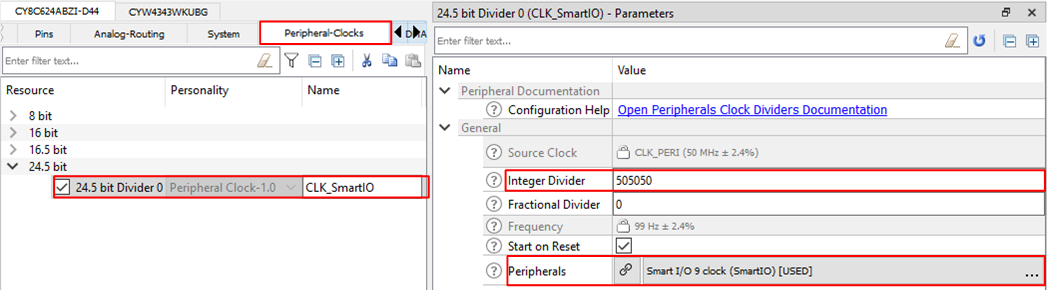 CY8C624ABZI-D44
CYW4343WKUBG
Pins
Analog-Routing
System
Peripheral-Clocks
Enter filter text...
Resource
Personality
Name
8 bit
16 bit
16.5 bit
24.5 bit
24.5 bit Divider 0
Peripheral Clock-1.0
CLK_SmartIO
24.5 bit Divider 0 (CLK_SmartIO) - Parameters
Enter filter text...
Name
Value
Peripheral Documentation
Configuration Help
Open Peripherals Clock Dividers Documentation
General
Source Clock
CLK_PERI (50 MHz ± 2.4%)
Integer Divider
505050
Fractional Divider
0
Frequency
99 Hz ± 2.4%
Start on Reset
Peripherals
Smart I/O 9 clock (SmartIO) [USED]
...